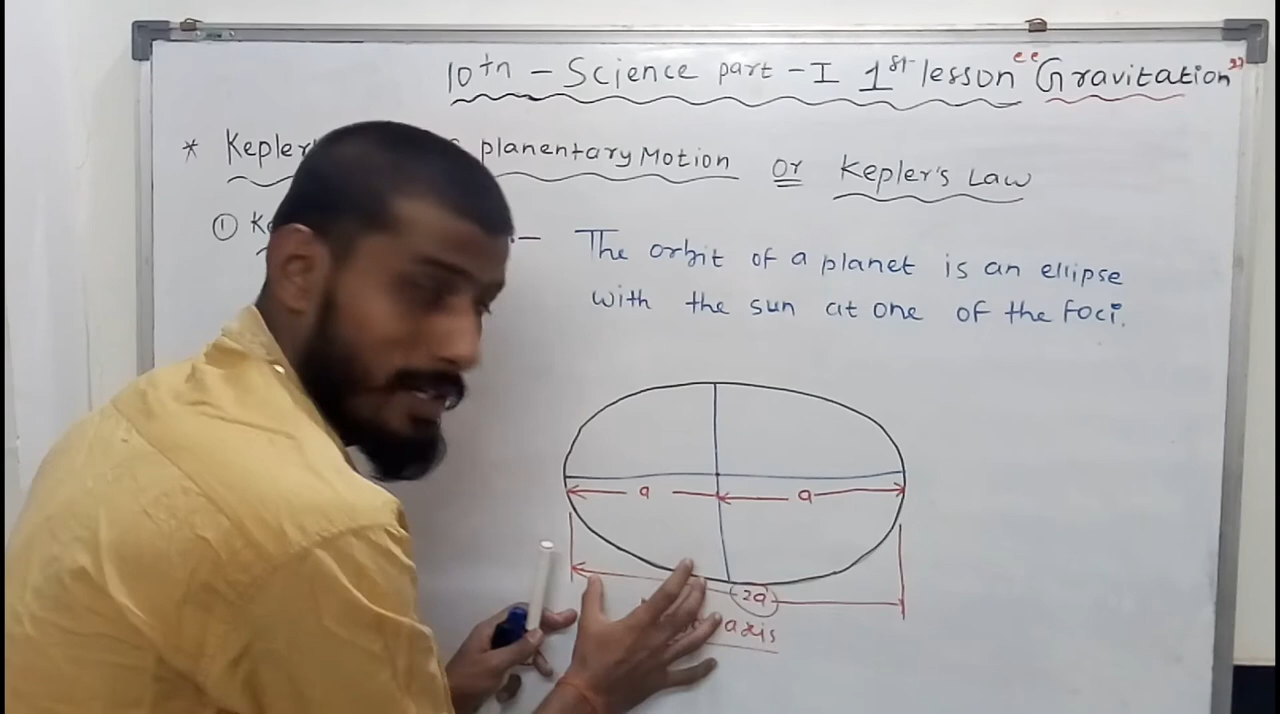 10th - Science part - I 1st lesson "Gravitation"
* Kepler planentary Motion or Kepler's Law
① K :- The orbit of a planet is an ellipse
with the sun at one of the foci.
a a
2a
axis